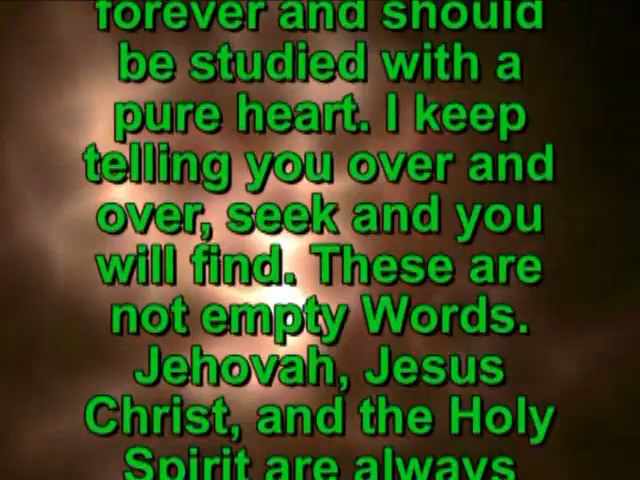 forever and should
be studied with a
pure heart. I keep
telling you over and
over, seek and you
will find. These are
not empty Words.
Jehovah, Jesus
Christ, and the Holy
Spirit are always